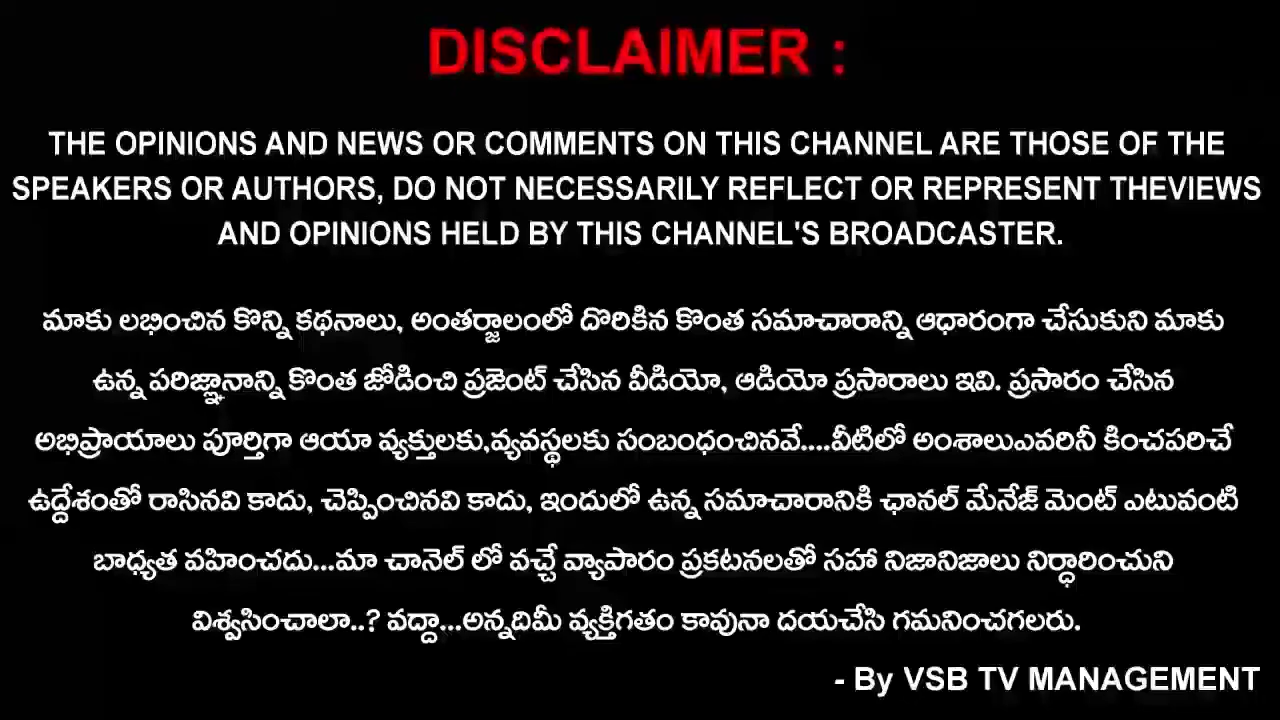 DISCLAIMER :
THE OPINIONS AND NEWS OR COMMENTS ON THIS CHANNEL ARE THOSE OF THE
SPEAKERS OR AUTHORS, DO NOT NECESSARILY REFLECT OR REPRESENT THEVIEWS
AND OPINIONS HELD BY THIS CHANNEL'S BROADCASTER.
మాకు లభించిన కొన్ని కథనాలు, అంతర్జాలంలో దొరికిన కొంత సమాచారాన్ని ఆధారంగా చేసుకుని మాకు
ఉన్న పరిజ్ఞానాన్ని కొంత జోడించి ప్రజెంట్ చేసిన వీడియో, ఆడియో ప్రసారాలు ఇవి. ప్రసారం చేసిన
అభిప్రాయాలు పూర్తిగా ఆయా వ్యక్తులకు,వ్యవస్థలకు సంబంధంచినవే....వీటిలో అంశాలుఎవరినీ కించపరిచే
ఉద్దేశంతో రాసినవి కాదు, చెప్పించినవి కాదు, ఇందులో ఉన్న సమాచారానికి ఛానల్ మేనేజ్ మెంట్ ఎటువంటి
బాధ్యత వహించదు...మా చానెల్ లో వచ్చే వ్యాపారం ప్రకటనలతో సహా నిజానిజాలు నిర్ధారించుని
విశ్వసించాలా..? వద్దా...అన్నదిమీ వ్యక్తిగతం కావునా దయచేసి గమనించగలరు.
- By VSB TV MANAGEMENT